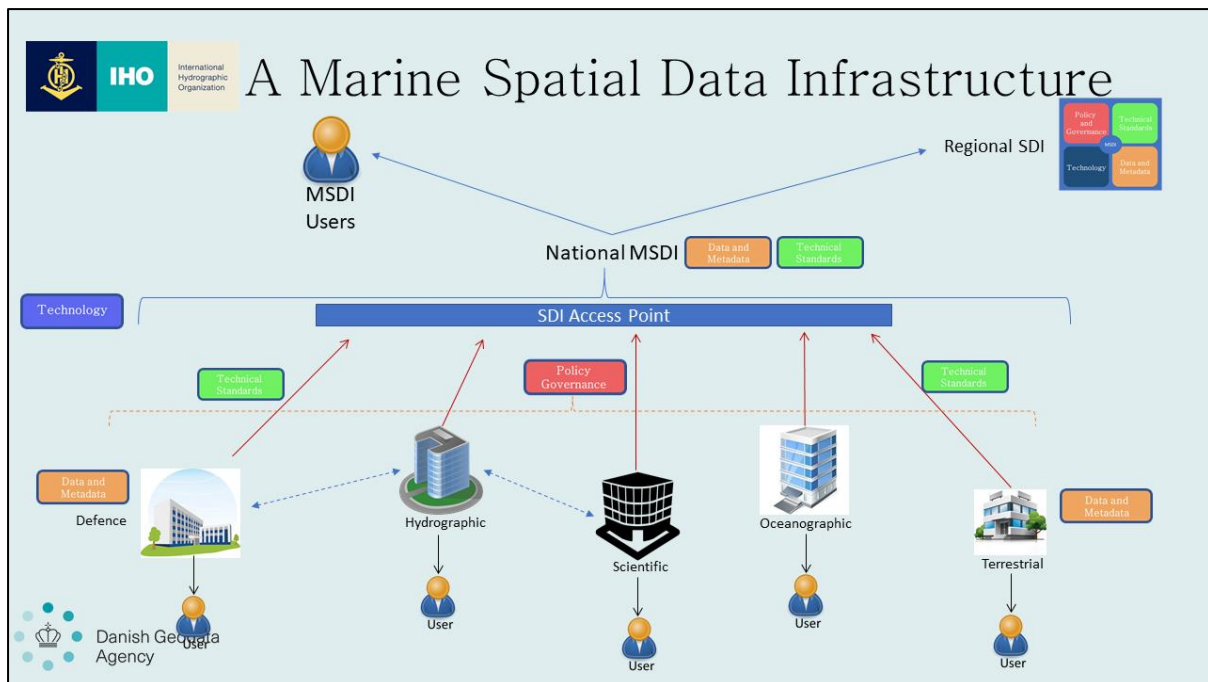 IHO
International
Hydrographic
Organization
A Marine Spatial Data Infrastructure
MSDI
Users
Regional SDI
Policy
and
Governance
Technical
Standards
MSDI
Technology
Data and
Metadata
National MSDI
Data and
Metadata
Technical
Standards
Technology
SDI Access Point
Technical
Standards
Policy
Governance
Technical
Standards
Data and
Metadata
Defence
Hydrographic
Scientific
Oceanographic
Terrestrial
Data and
Metadata
User
User
User
User
User
Danish Geodata
Agency